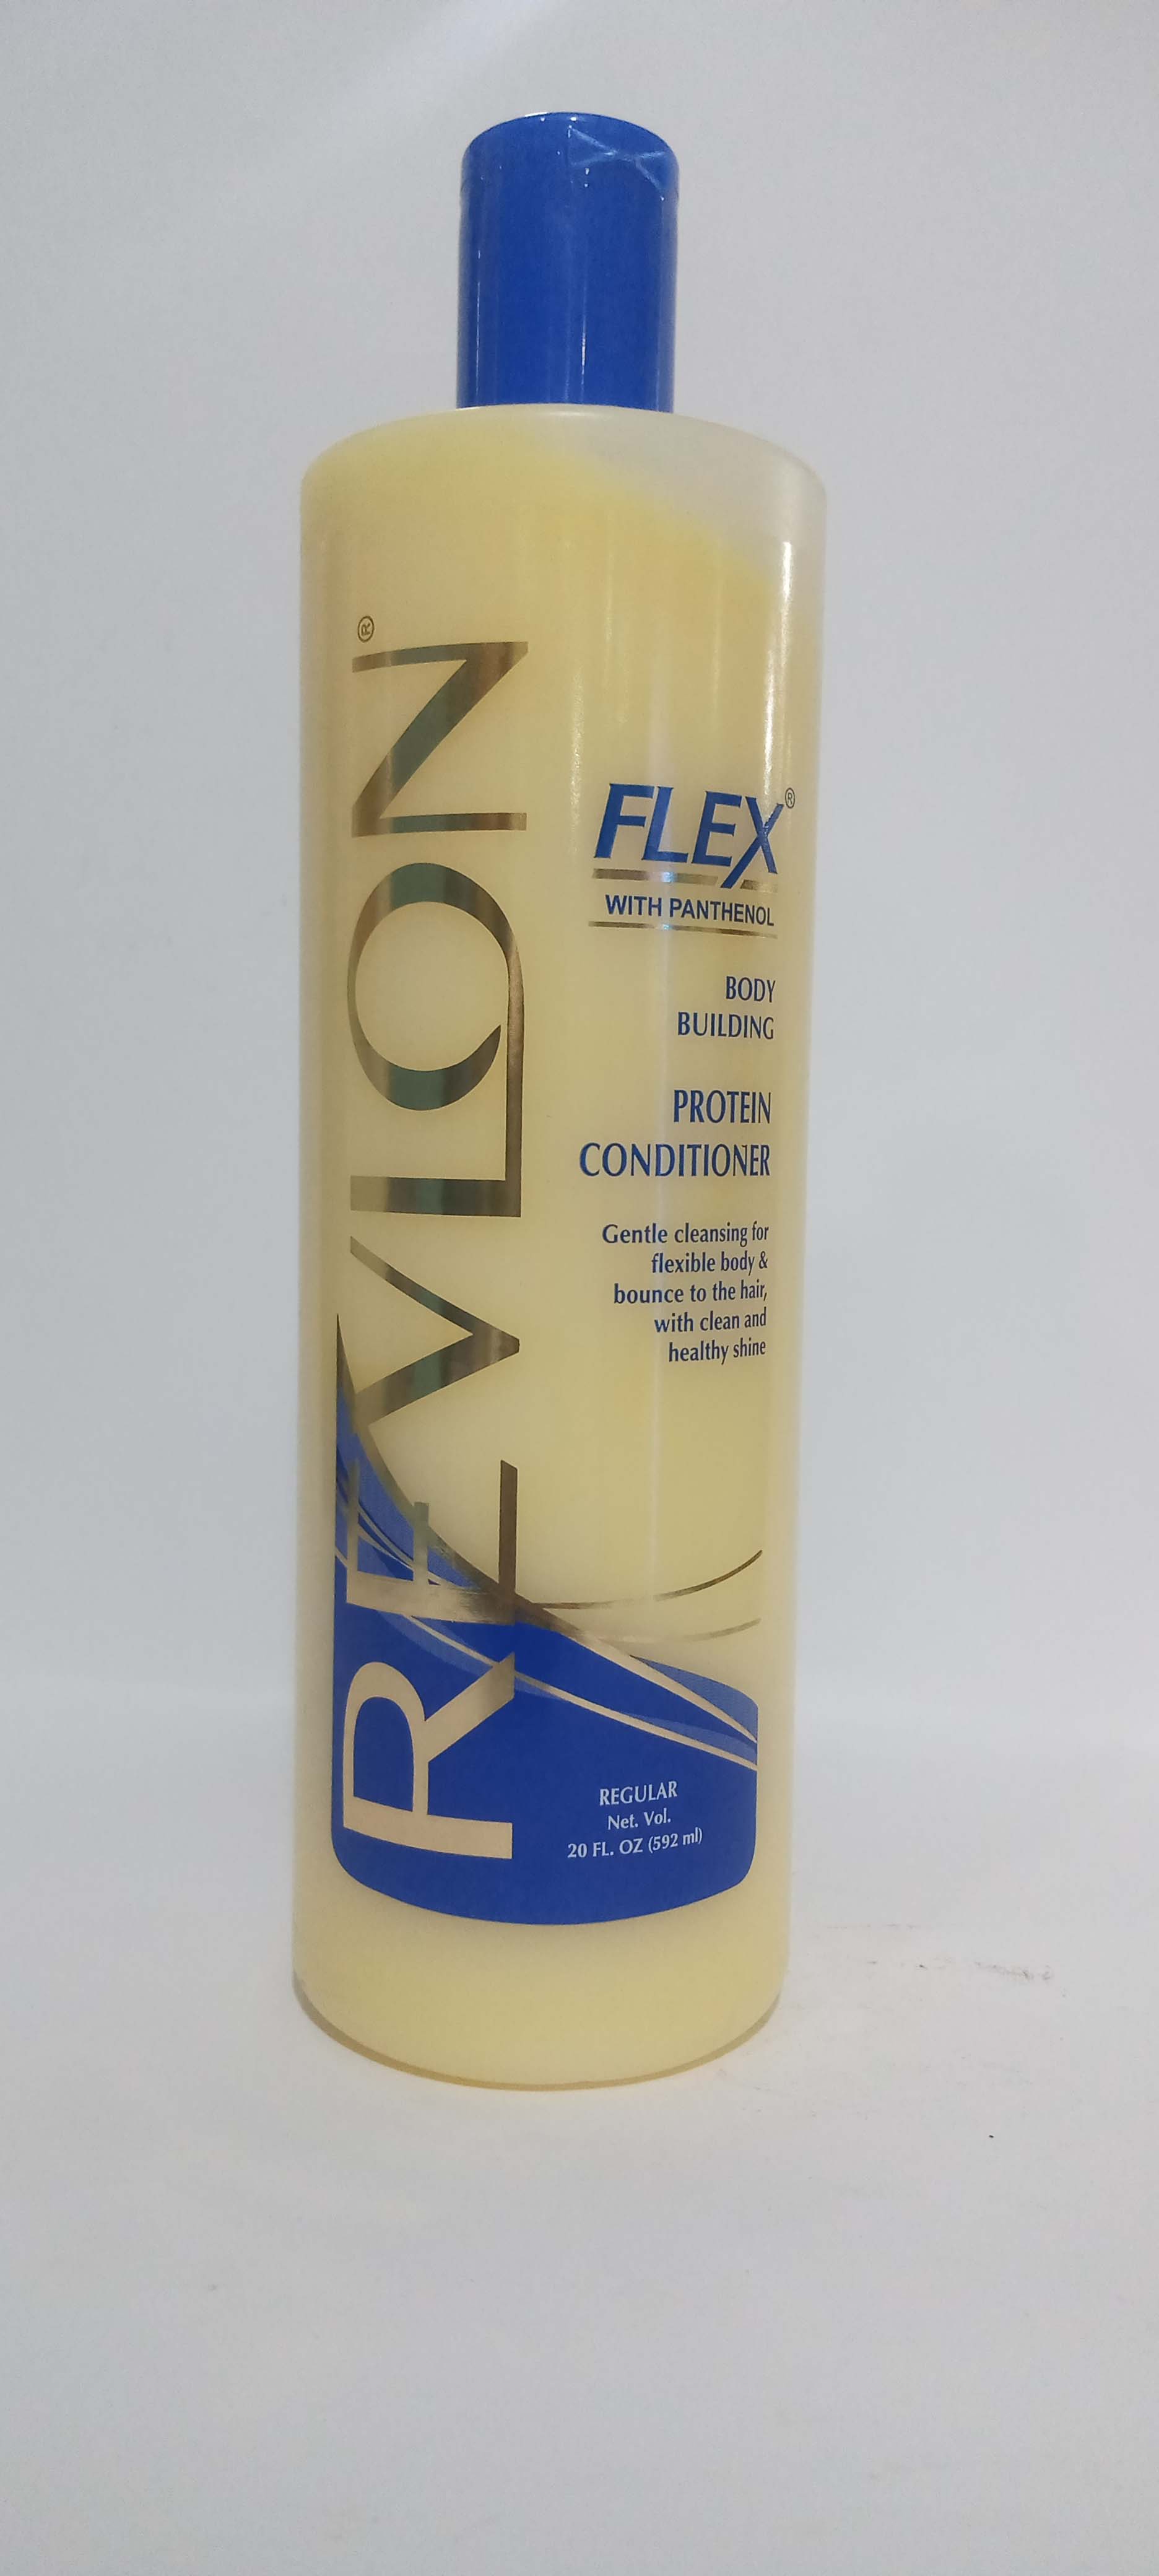 REVLON®
FLEX®
WITH PANTHENOL
BODY
BUILDING
PROTEIN
CONDITIONER
Gentle cleansing for
flexible body &
bounce to the hair,
with clean and
healthy shine
REGULAR
Net. Vol.
20 FL. OZ (592 ml)